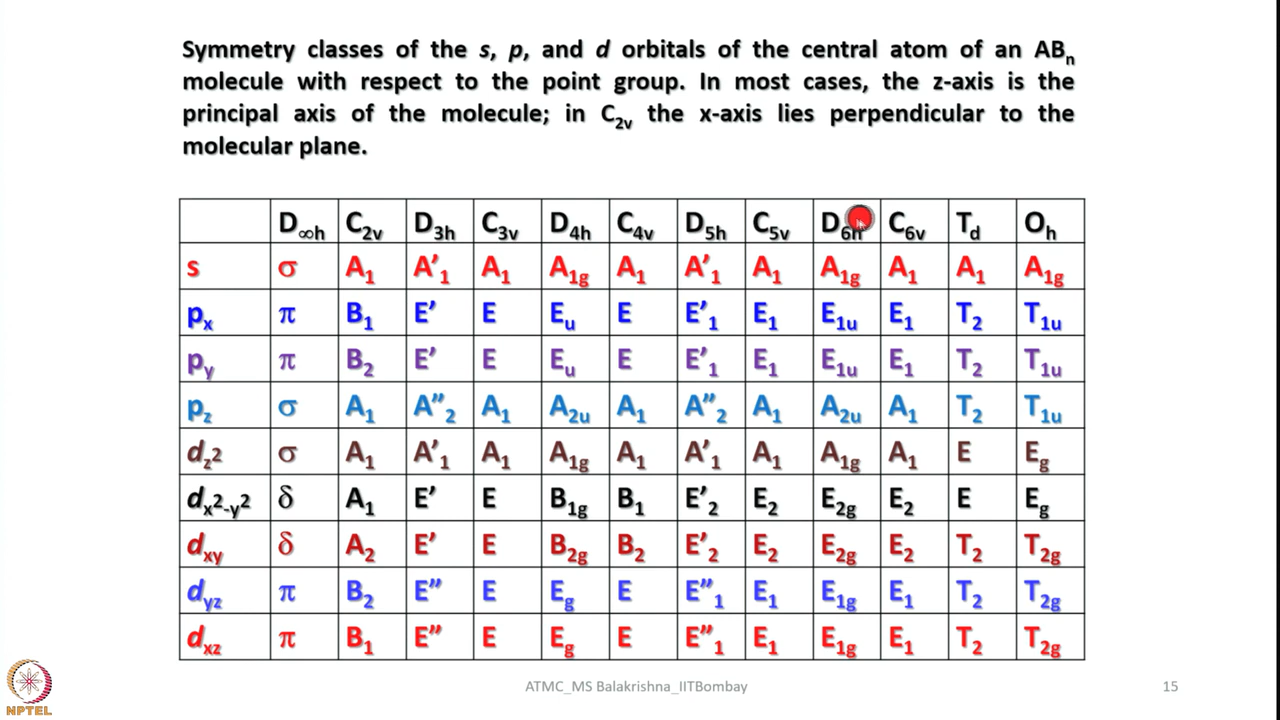 Symmetry classes of the s, p, and d orbitals of the central atom of an ABn
molecule with respect to the point group. In most cases, the z-axis is the
principal axis of the molecule; in C2v the x-axis lies perpendicular to the
molecular plane.
D∞h C2v D3h C3v D4h C4v D5h C5v D6h C6v Td Oh
s σ A1 A’1 A1 A1g A1 A’1 A1 A1g A1 A1 A1g
px π B1 E’ E Eu E E’1 E1 E1u E1 T2 T1u
py π B2 E’ E Eu E E’1 E1 E1u E1 T2 T1u
pz σ A1 A”2 A1 A2u A1 A”2 A1 A2u A1 T2 T1u
dz2 σ A1 A’1 A1 A1g A1 A’1 A1 A1g A1 E Eg
dx2-y2 δ A1 E’ E B1g B1 E’2 E2 E2g E2 E Eg
dxy δ A2 E’ E B2g B2 E’2 E2 E2g E2 T2 T2g
dyz π B2 E” E Eg E E”1 E1 E1g E1 T2 T2g
dxz π B1 E” E Eg E E”1 E1 E1g E1 T2 T2g
NPTEL
ATMC_MS Balakrishna_IITBombay
15